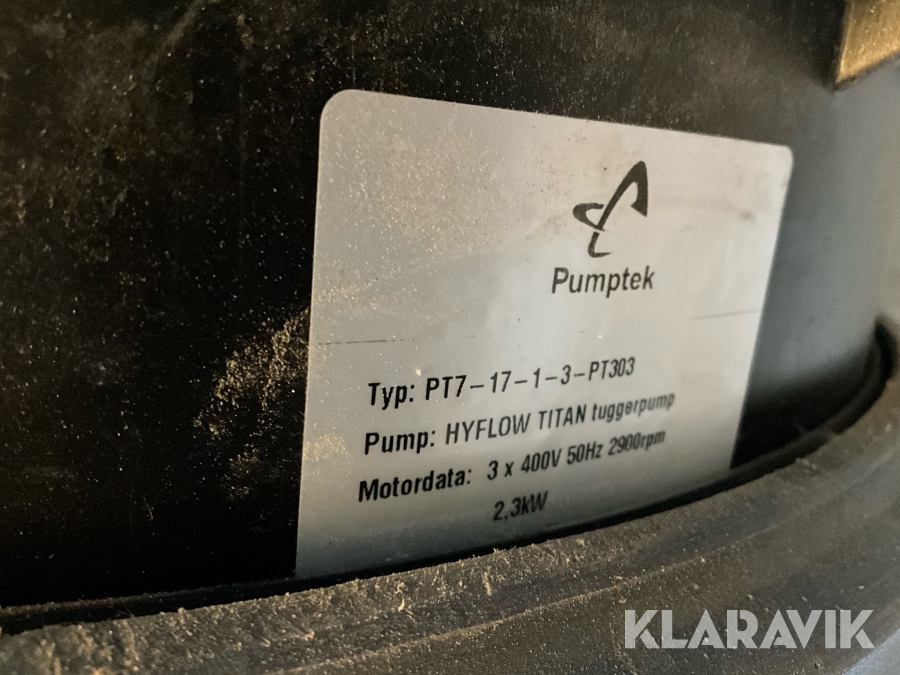 Pumptek
Typ: PT7-17-1-3-PT303
Pump: HYFLOW TITAN tuggerpump
Motordata: 3 x 400V 50Hz 2900rpm
2,3kW
KLARAVIK